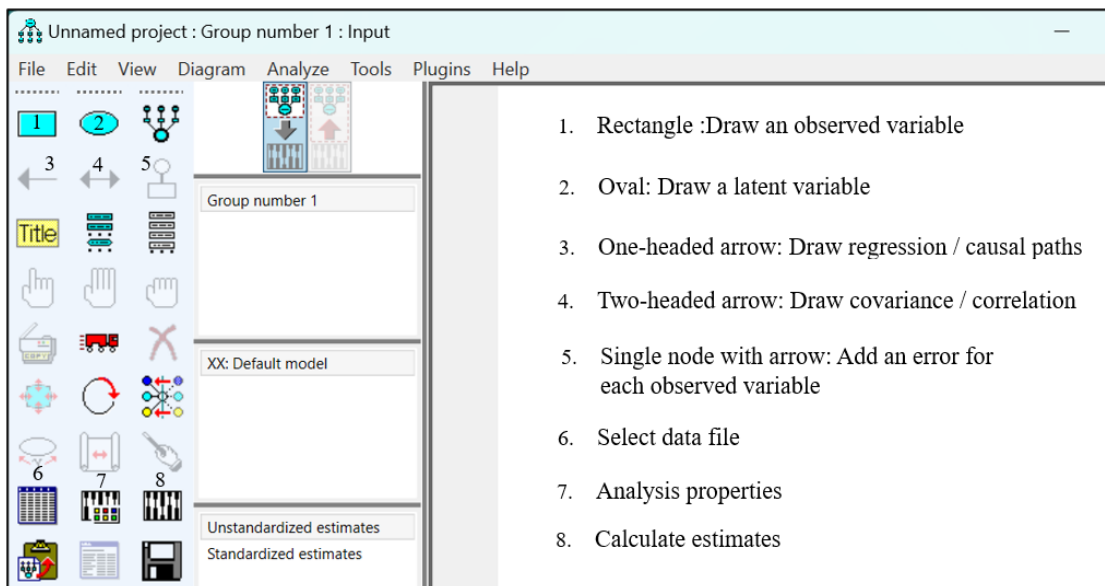 Unnamed project : Group number 1 : Input
File Edit View Diagram Analyze Tools Plugins Help
1 2
3 4 5
Title
COPY
6 7 8
Group number 1
XX: Default model
Unstandardized estimates
Standardized estimates
1. Rectangle :Draw an observed variable
2. Oval: Draw a latent variable
3. One-headed arrow: Draw regression / causal paths
4. Two-headed arrow: Draw covariance / correlation
5. Single node with arrow: Add an error for
each observed variable
6. Select data file
7. Analysis properties
8. Calculate estimates